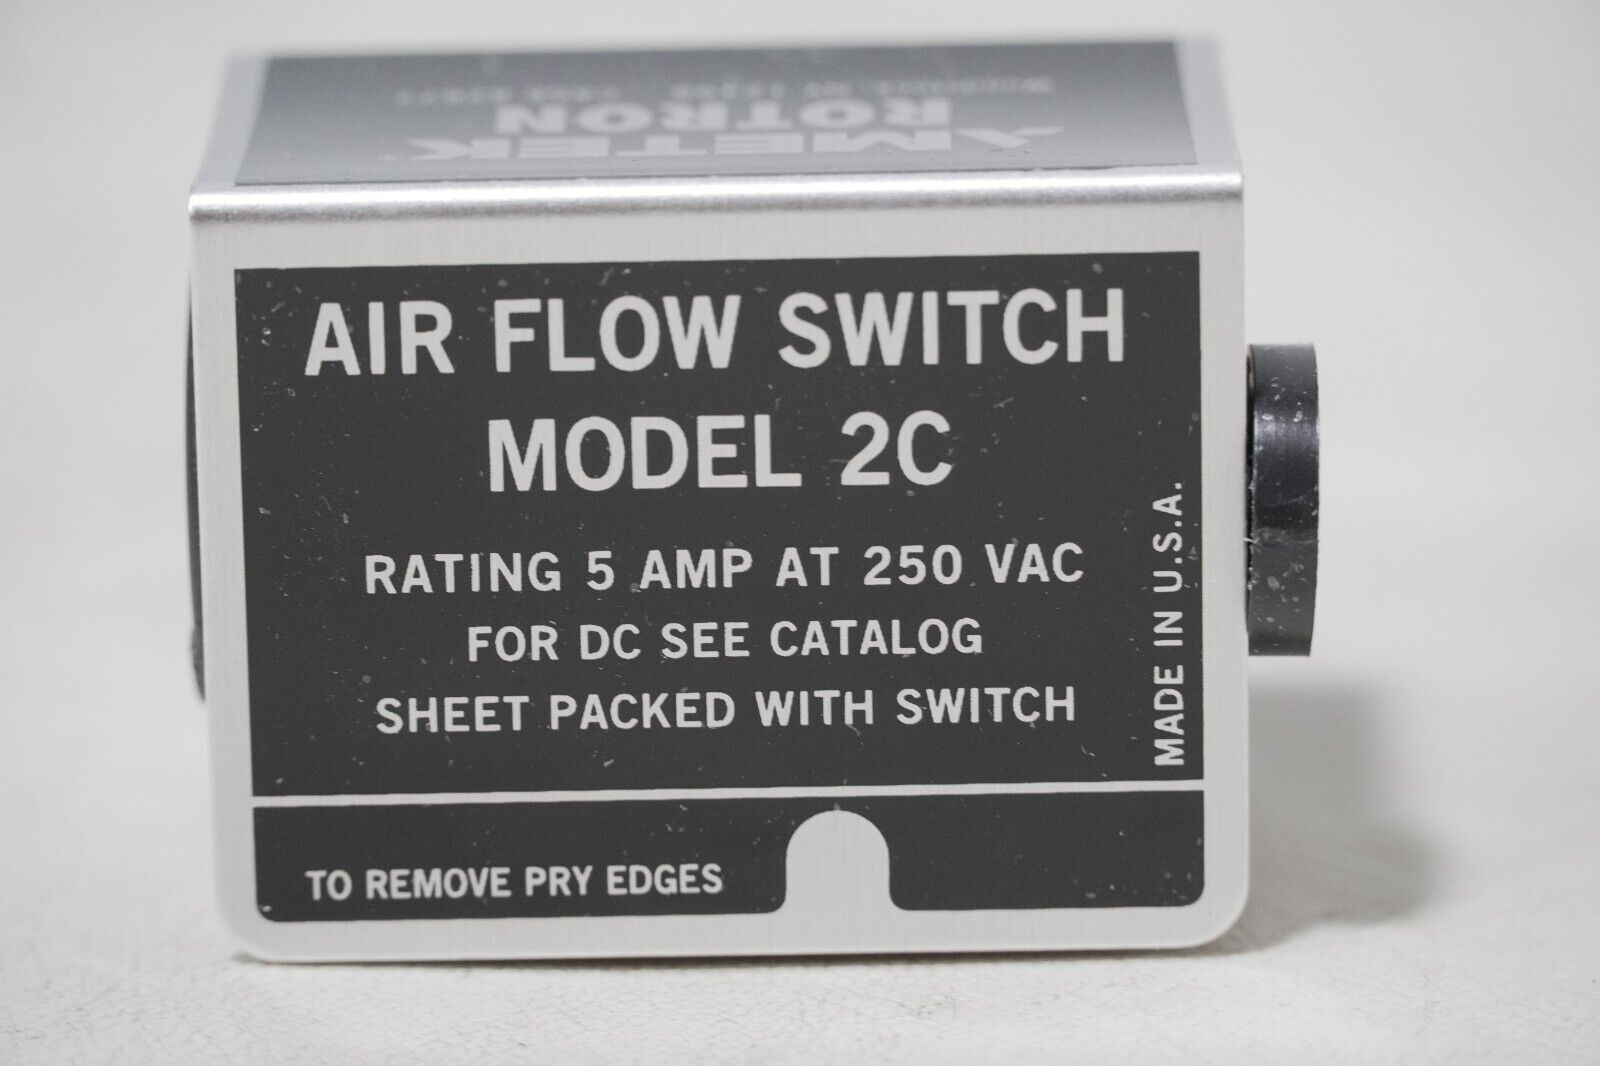 AMETEK
ROTRON
AIR FLOW SWITCH
MODEL 2C
RATING 5 AMP AT 250 VAC
FOR DC SEE CATALOG
SHEET PACKED WITH SWITCH
MADE IN U.S.A.
TO REMOVE PRY EDGES